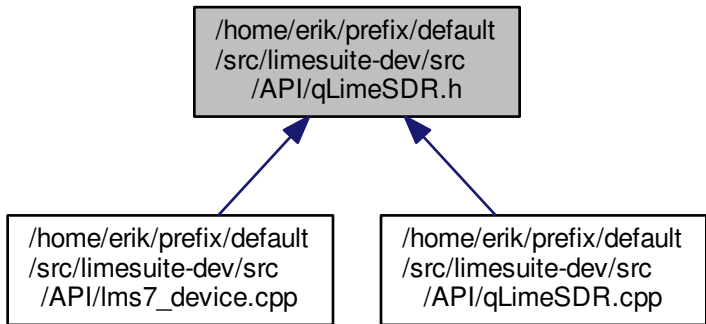 /home/erik/prefix/default
/src/limesuite-dev/src
/API/qLimeSDR.h
/home/erik/prefix/default
/src/limesuite-dev/src
/API/lms7_device.cpp
/home/erik/prefix/default
/src/limesuite-dev/src
/API/qLimeSDR.cpp